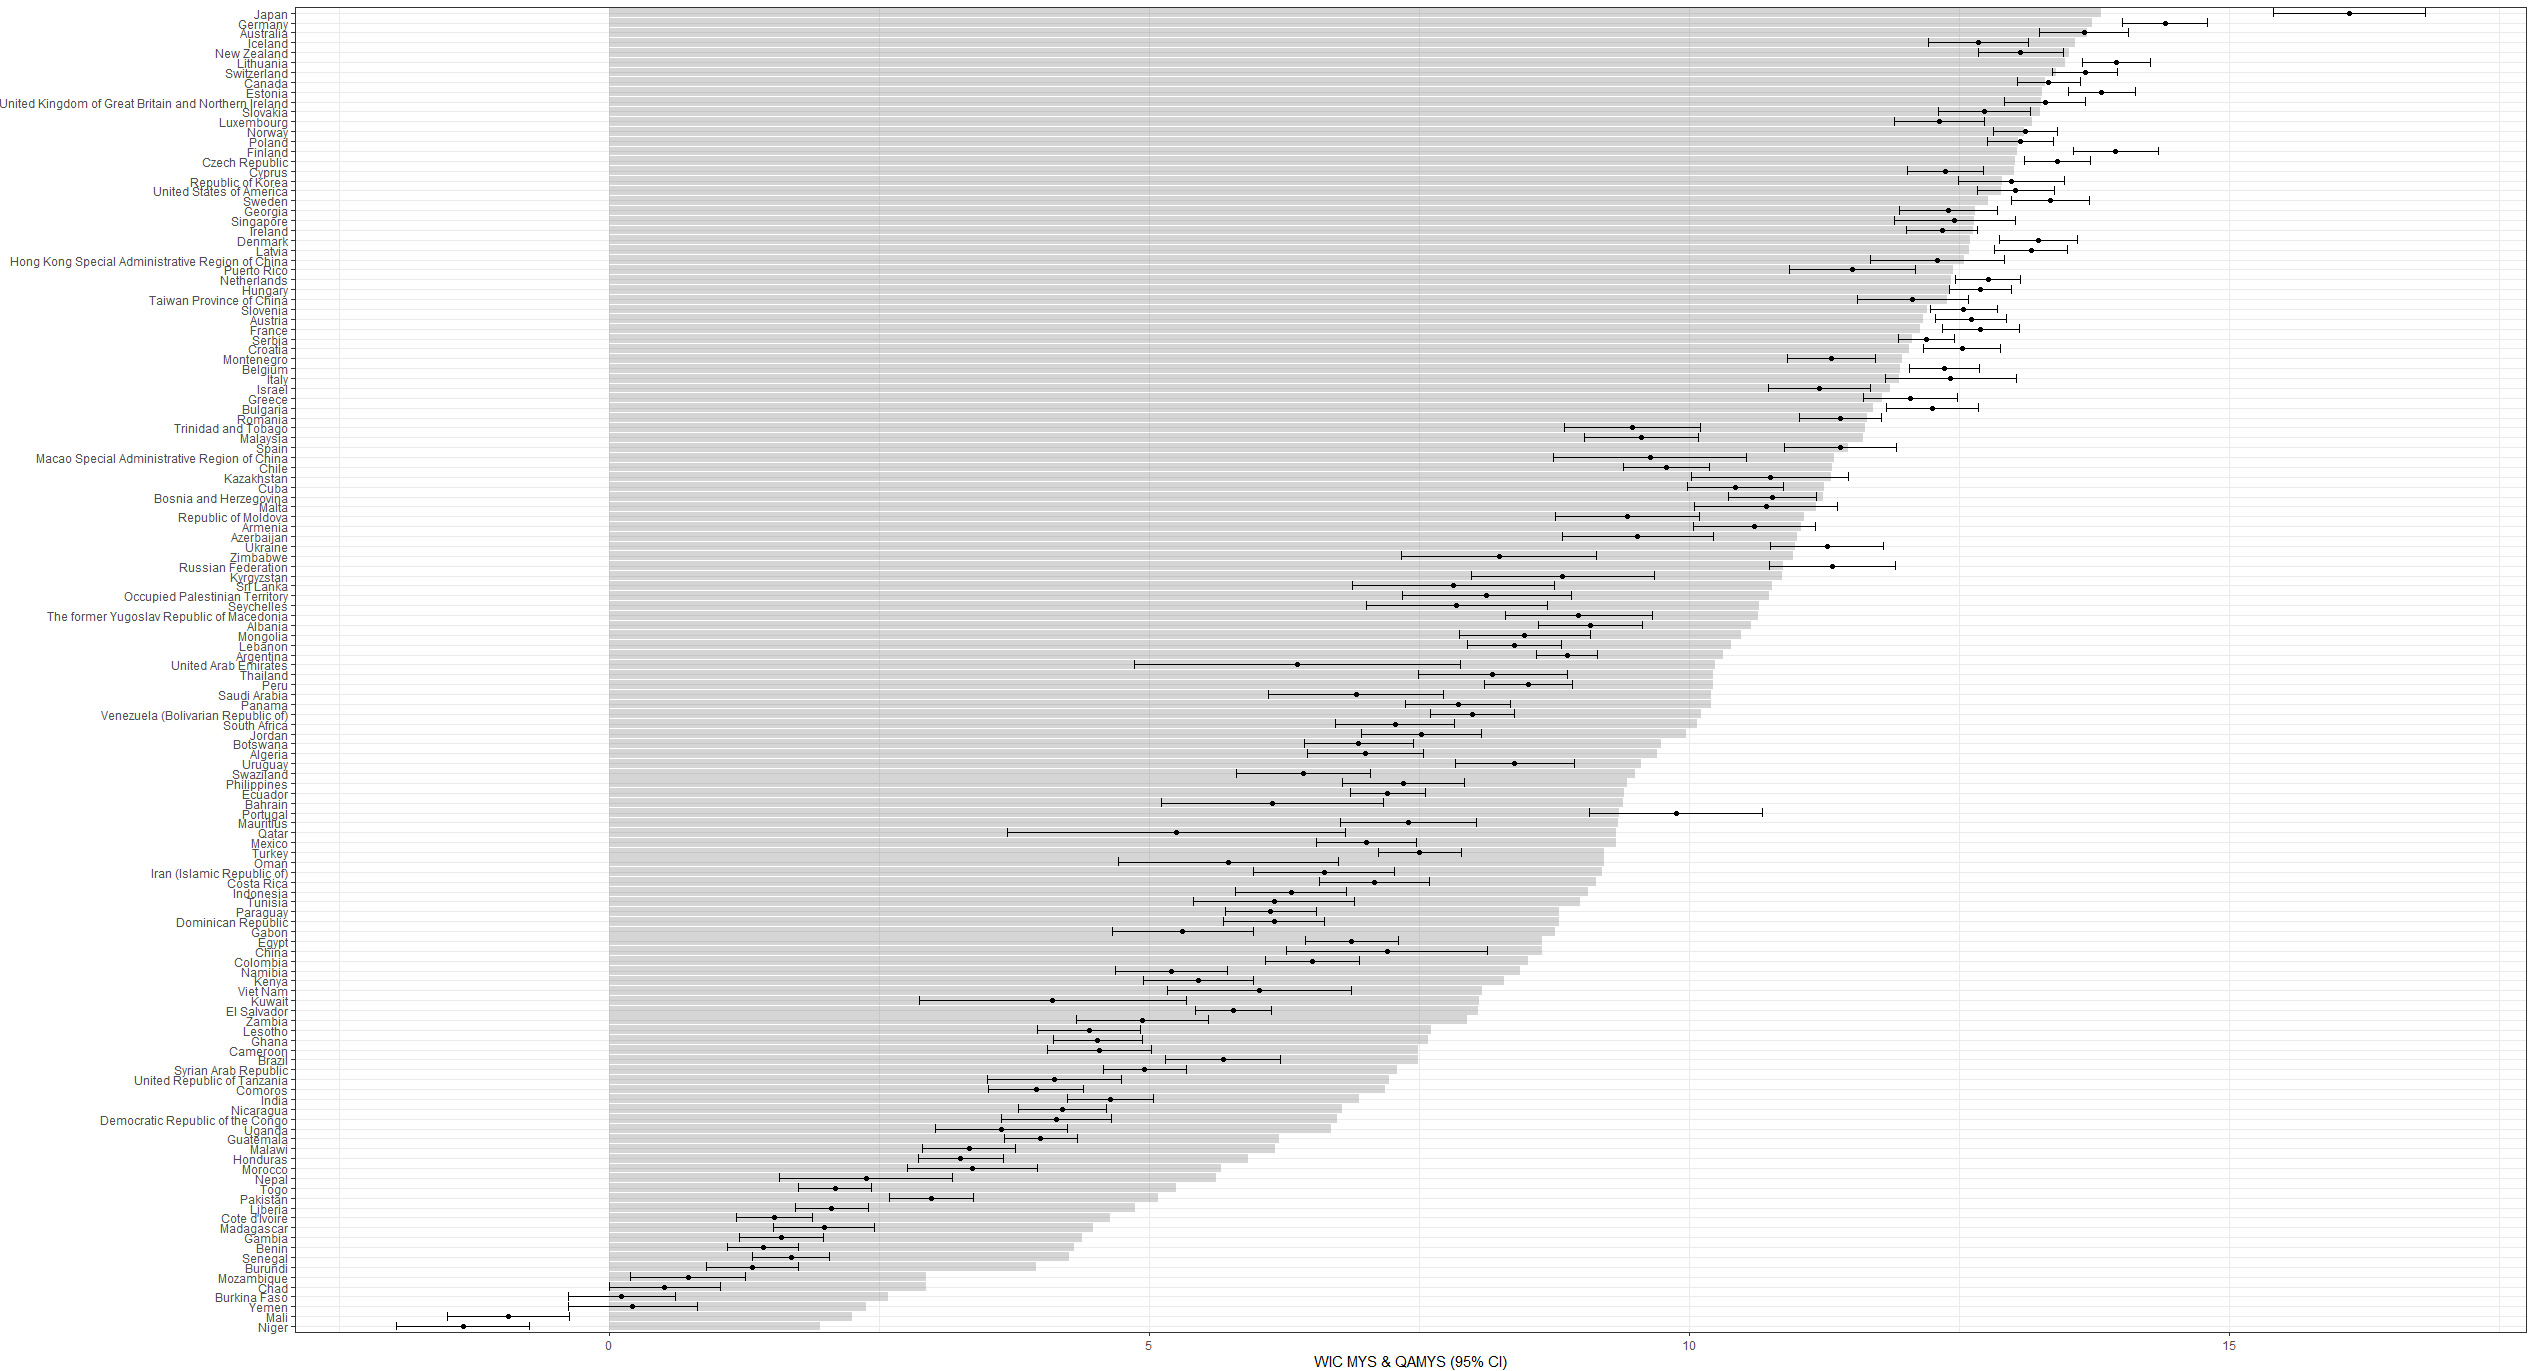 Japan
Germany
Australia
Iceland
New Zealand
Lithuania
Switzerland
Canada
Estonia
United Kingdom of Great Britain and Northern Ireland
Slovakia
Luxembourg
Norway
Poland
Finland
Czech Republic
Cyprus
Republic of Korea
United States of America
Sweden
Georgia
Singapore
Ireland
Denmark
Latvia
Hong Kong Special Administrative Region of China
Puerto Rico
Netherlands
Hungary
Taiwan Province of China
Slovenia
Austria
France
Serbia
Croatia
Montenegro
Belgium
Italy
Israel
Greece
Bulgaria
Romania
Trinidad and Tobago
Malaysia
Spain
Macao Special Administrative Region of China
Chile
Kazakhstan
Cuba
Bosnia and Herzegovina
Malta
Republic of Moldova
Armenia
Azerbaijan
Ukraine
Zimbabwe
Russian Federation
Kyrgyzstan
Sri Lanka
Occupied Palestinian Territory
Seychelles
The former Yugoslav Republic of Macedonia
Albania
Mongolia
Lebanon
Argentina
United Arab Emirates
Thailand
Peru
Saudi Arabia
Panama
Venezuela (Bolivarian Republic of)
South Africa
Jordan
Botswana
Algeria
Uruguay
Swaziland
Philippines
Ecuador
Bahrain
Portugal
Mauritius
Qatar
Mexico
Turkey
Oman
Iran (Islamic Republic of)
Costa Rica
Indonesia
Tunisia
Paraguay
Dominican Republic
Gabon
Egypt
China
Colombia
Namibia
Kenya
Viet Nam
Kuwait
El Salvador
Zambia
Lesotho
Ghana
Cameroon
Brazil
Syrian Arab Republic
United Republic of Tanzania
Comoros
India
Nicaragua
Democratic Republic of the Congo
Uganda
Guatemala
Malawi
Honduras
Morocco
Nepal
Togo
Pakistan
Liberia
Cote d'Ivoire
Madagascar
Gambia
Benin
Senegal
Burundi
Mozambique
Chad
Burkina Faso
Yemen
Mali
Niger
0 5 10 15
WIC MYS & QAMYS (95% CI)